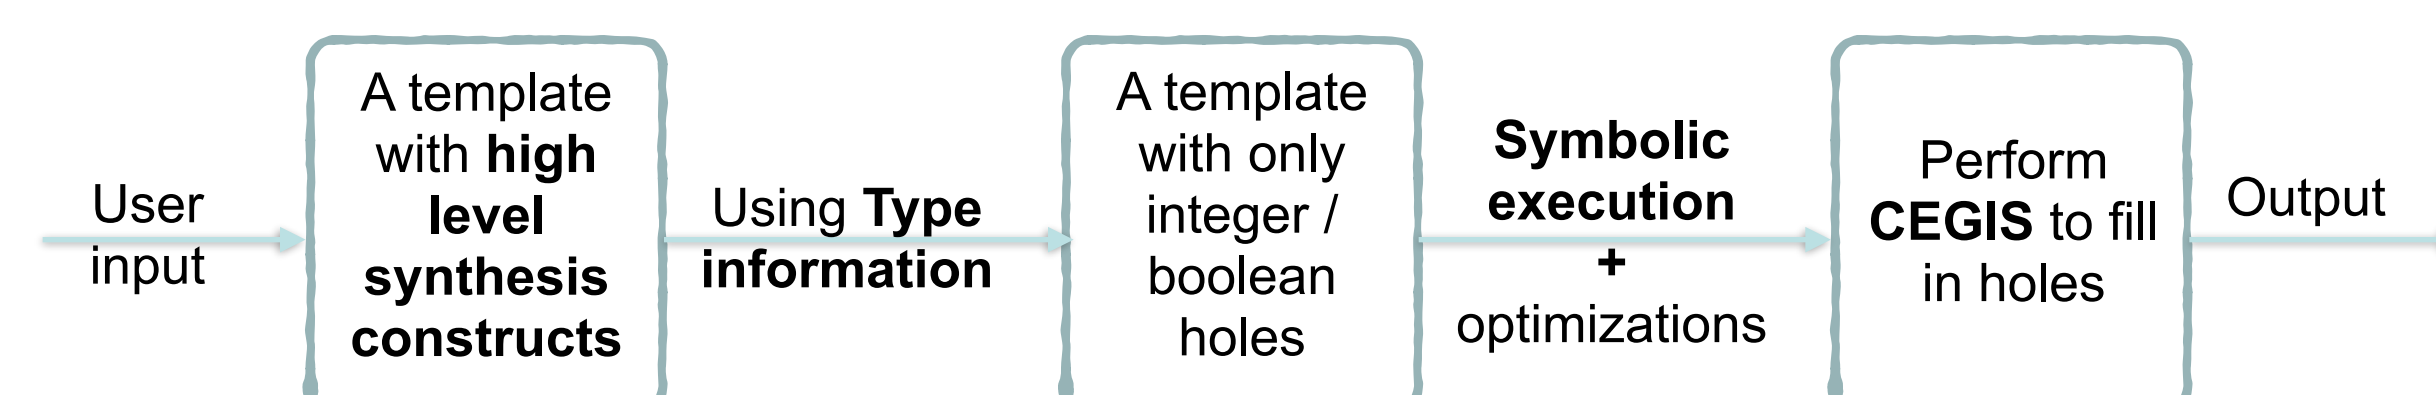 User
input
A template
with high
level
synthesis
constructs
Using Type
information
A template
with only
integer /
boolean
holes
Symbolic
execution
+
optimizations
Perform
CEGIS to fill
in holes
Output